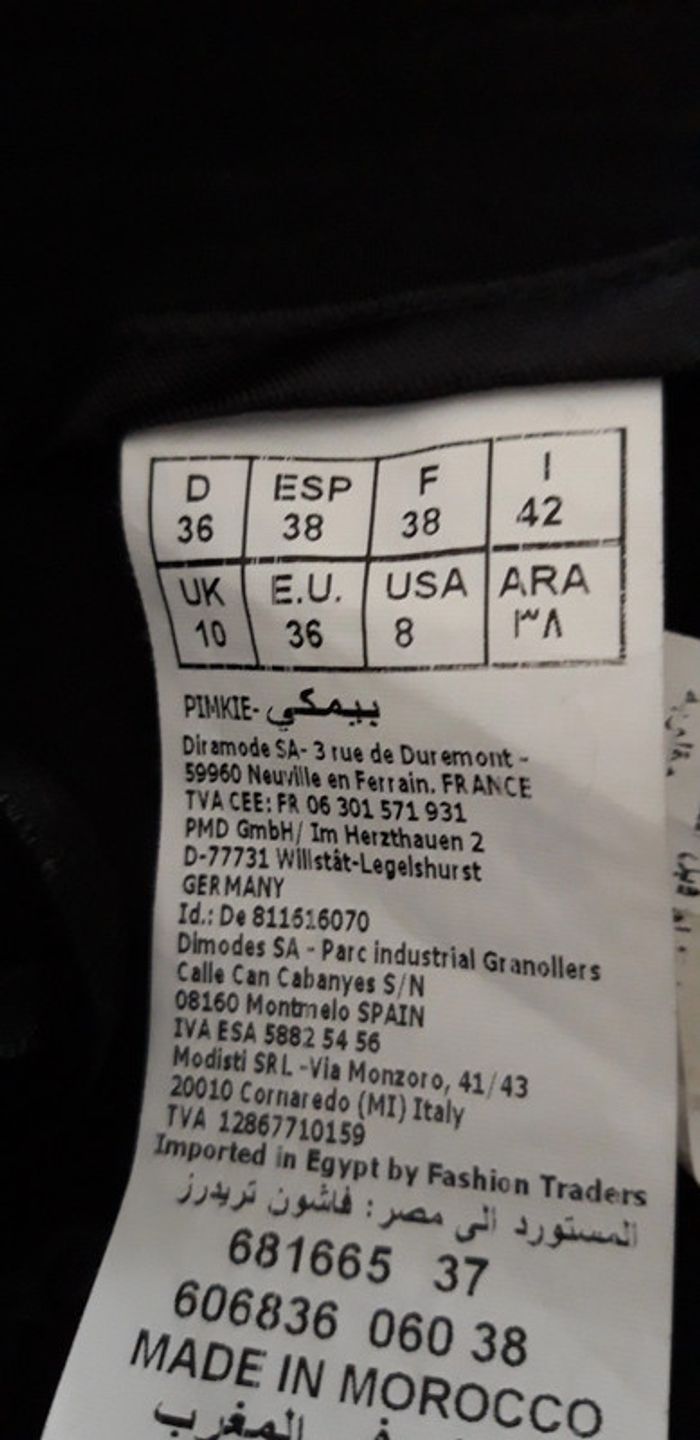 D ESP F I
36 38 38 42
UK E.U. USA ARA
10 36 8 ٣٨
PIMKIE- بيمكي
Diramode SA- 3 rue de Duremont -
59960 Neuville en Ferrain. FRANCE
TVA CEE: FR 06 301 571 931
PMD GmbH/ Im Herzthauen 2
D-77731 Willstât-Legelshurst
GERMANY
Id.: De 811616070
Dimodes SA - Parc industrial Granollers
Calle Can Cabanyes S/N
08160 Montmelo SPAIN
IVA ESA 5882 54 56
Modisti SRL -Via Monzoro, 41/43
20010 Cornaredo (MI) Italy
TVA 12867710159
Imported in Egypt by Fashion Traders
المستورد الى مصر : فاشون تريدرز
681665 37
606836 060 38
MADE IN MOROCCO
المغرب